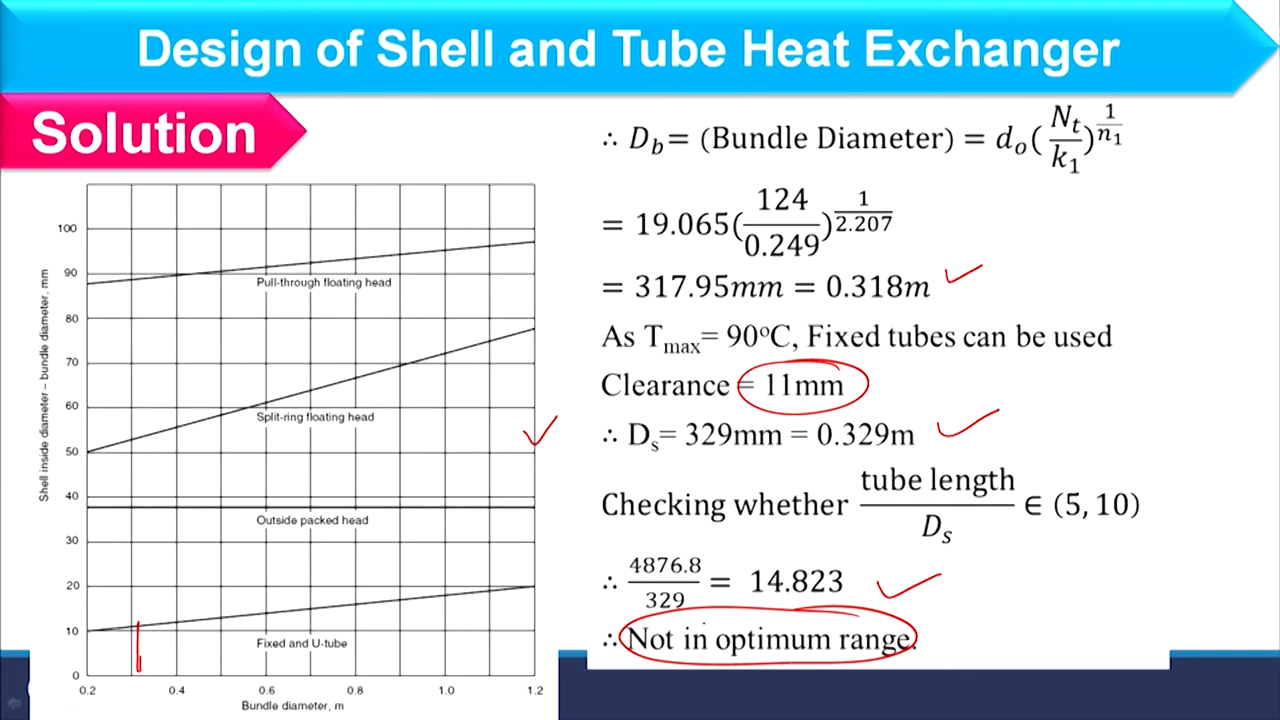 Design of Shell and Tube Heat Exchanger
Solution
100
90
80
70
60
50
40
30
20
10
0
0.2 0.4 0.6 0.8 1.0 1.2
Shell inside diameter – bundle diameter, mm
Bundle diameter, m
Pull-through floating head
Split-ring floating head
Outside packed head
Fixed and U-tube
∴ D_b = (Bundle Diameter) = d_o(N_t/k_1)^(1/n_1)
= 19.065(124/0.249)^(1/2.207)
= 317.95mm = 0.318m
As T_max= 90°C, Fixed tubes can be used
Clearance = 11mm
∴ D_s= 329mm = 0.329m
Checking whether tube length/D_s ∈ (5, 10)
∴ 4876.8/329 = 14.823
∴ Not in optimum range.